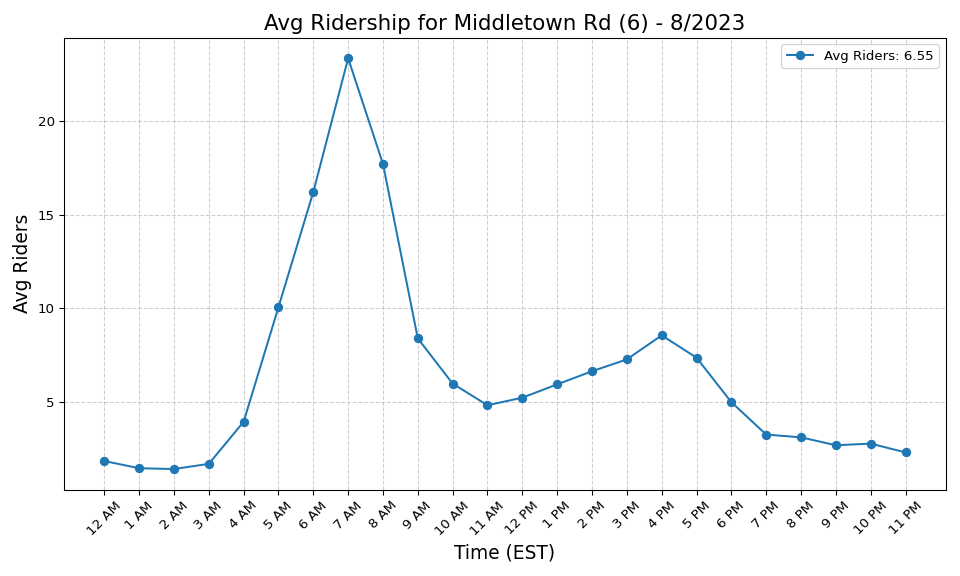 Avg Ridership for Middletown Rd (6) - 8/2023
Avg Riders: 6.55
Avg Riders
20
15
10
5
12 AM 1 AM 2 AM 3 AM 4 AM 5 AM 6 AM 7 AM 8 AM 9 AM 10 AM 11 AM 12 PM 1 PM 2 PM 3 PM 4 PM 5 PM 6 PM 7 PM 8 PM 9 PM 10 PM 11 PM
Time (EST)